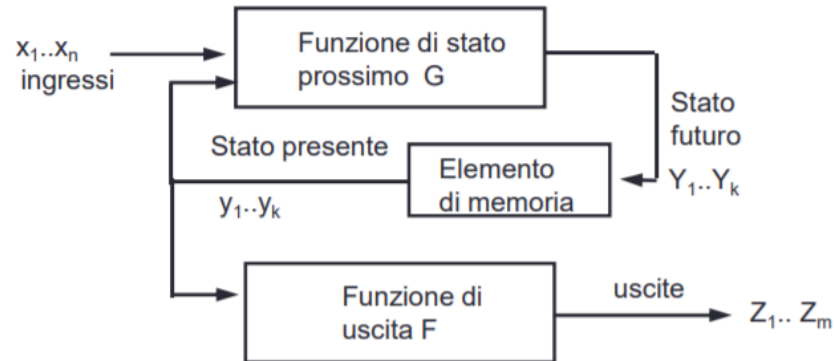 x₁..xₙ
ingressi
Funzione di stato
prossimo G
Stato
futuro
Stato presente
Elemento
di memoria
Y₁..Yₖ
y₁..yₖ
Funzione di
uscita F
uscite
Z₁.. Zₘ